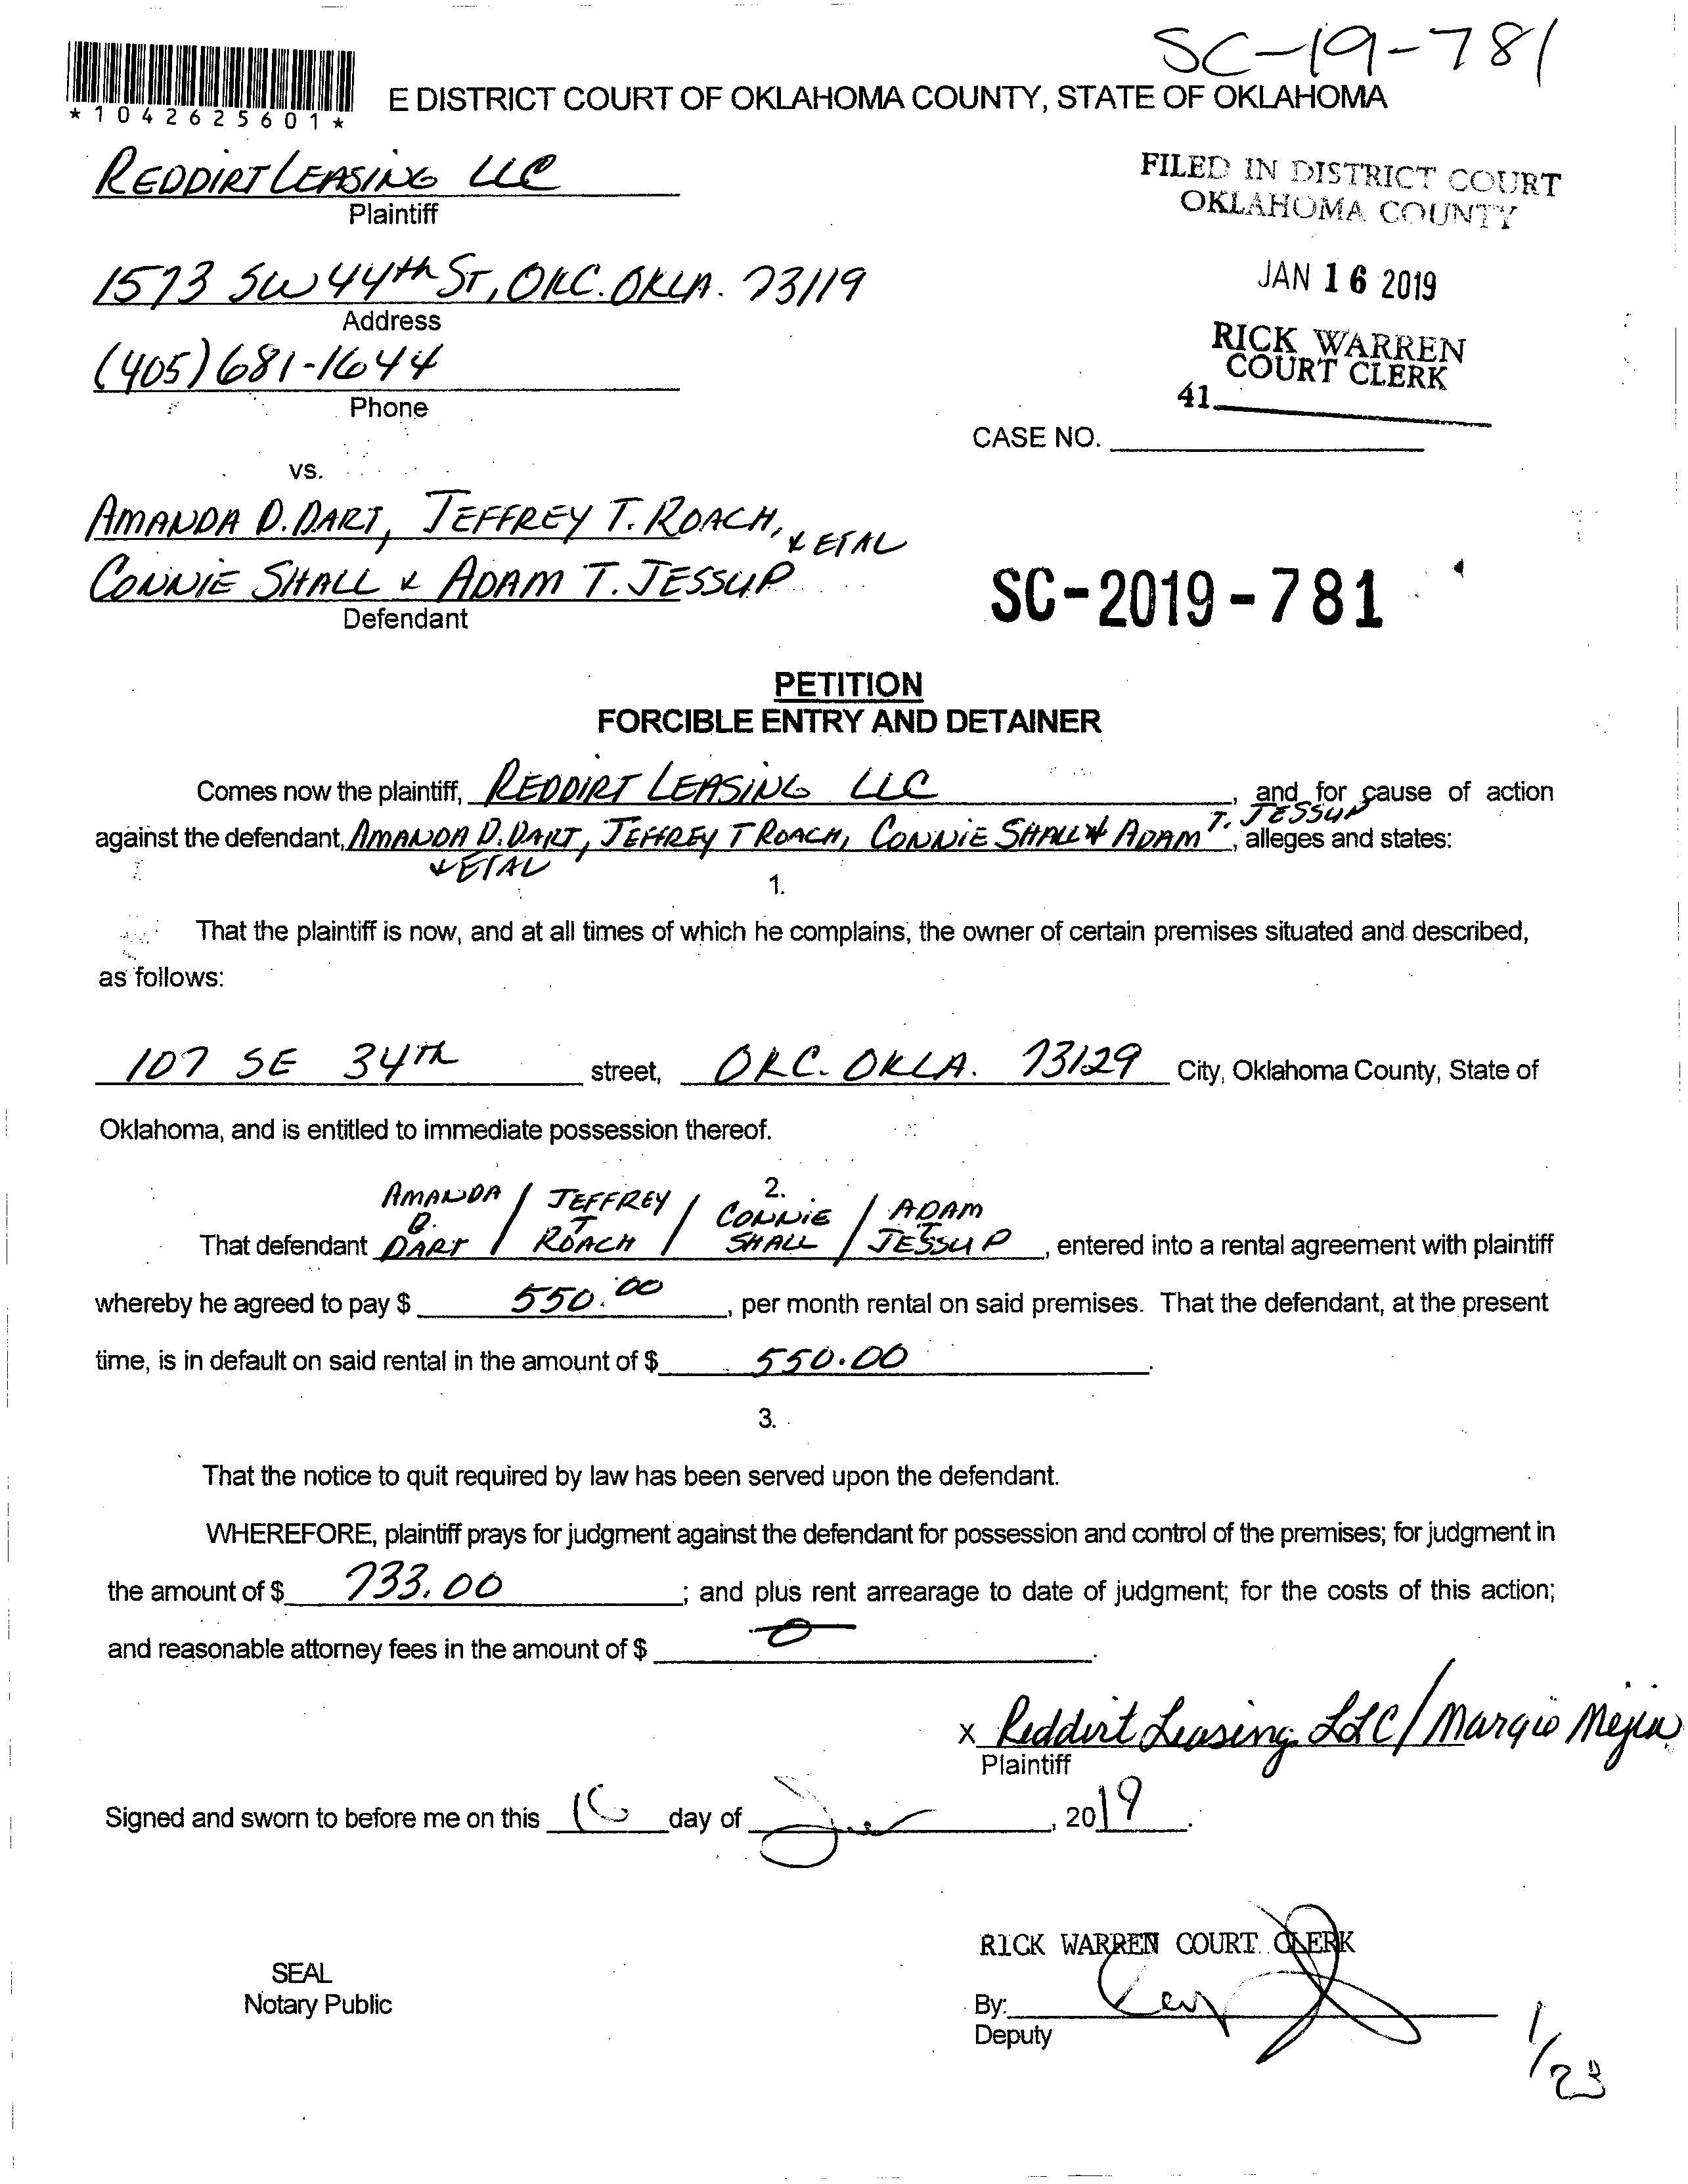 SC-19-781
*1042625601*
E DISTRICT COURT OF OKLAHOMA COUNTY, STATE OF OKLAHOMA
REDDIRT LEASING LLC
Plaintiff
FILED IN DISTRICT COURT
OKLAHOMA COUNTY
1573 SW 44th ST, OKC. OKLA. 73119
Address
JAN 16 2019
(405) 681-1644
Phone
RICK WARREN
COURT CLERK
41
CASE NO.
vs.
AMANDA D. DART, JEFFREY T. ROACH, & ETAL
CONNIE SHALL & ADAM T. JESSUP
Defendant
SC-2019-781
PETITION
FORCIBLE ENTRY AND DETAINER
Comes now the plaintiff, REDDIRT LEASING LLC, and for cause of action
against the defendant, AMANDA D. DART, JEFFREY T ROACH, CONNIE SHALL & ADAM T. JESSUP, alleges and states:
& ETAL
1.
That the plaintiff is now, and at all times of which he complains, the owner of certain premises situated and described,
as follows:
107 SE 34TH street, OKC. OKLA. 73129 City, Oklahoma County, State of
Oklahoma, and is entitled to immediate possession thereof.
2.
That defendant AMANDA D. DART / JEFFREY T ROACH / CONNIE SHALL / ADAM T JESSUP, entered into a rental agreement with plaintiff
whereby he agreed to pay $ 550.00, per month rental on said premises. That the defendant, at the present
time, is in default on said rental in the amount of $ 550.00.
3.
That the notice to quit required by law has been served upon the defendant.
WHEREFORE, plaintiff prays for judgment against the defendant for possession and control of the premises; for judgment in
the amount of $ 733.00; and plus rent arrearage to date of judgment; for the costs of this action;
and reasonable attorney fees in the amount of $ 0.
X Reddirt Leasing LLC / Margie Mejia
Plaintiff
Signed and sworn to before me on this 16 day of Jan, 2019.
RICK WARREN COURT CLERK
SEAL
Notary Public
By:
Deputy
1/23